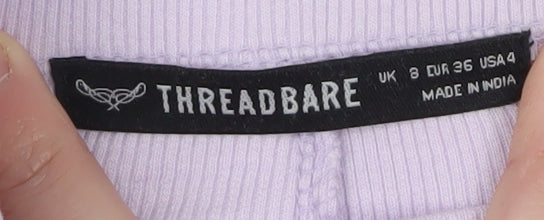 THREADBARE
UK 8 EUR 36 USA 4
MADE IN INDIA